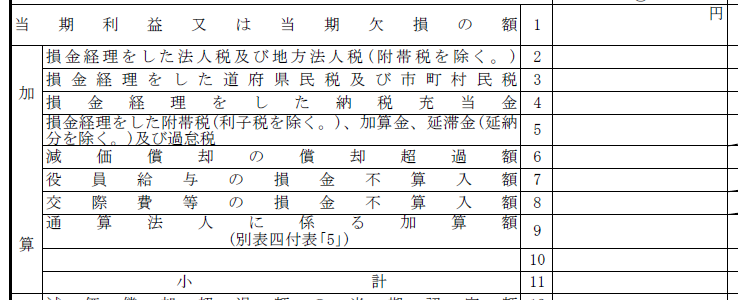 当期利益又は当期欠損の額 1 円
加算
損金経理をした法人税及び地方法人税(附帯税を除く。) 2
損金経理をした道府県民税及び市町村民税 3
損金経理をした納税充当金 4
損金経理をした附帯税(利子税を除く。)、加算金、延滞金(延納
分を除く。)及び過怠税 5
減価償却の償却超過額 6
役員給与の損金不算入額 7
交際費等の損金不算入額 8
通算法人に係る加算額
(別表四付表「5」) 9
10
小計 11